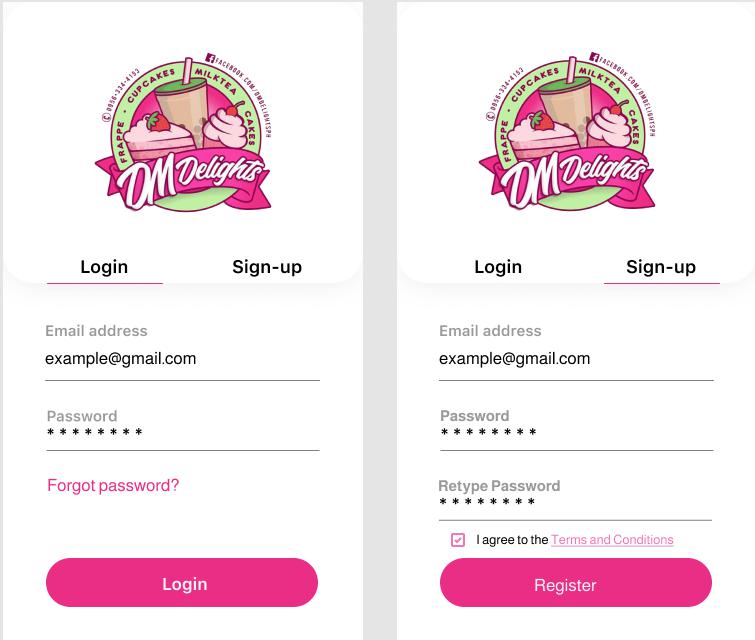 0956-334-4153
FACEBOOK.COM/DMDELIGHTSPH
FRAPPE • CUPCAKES MILKTEA CAKES
DM Delights
Login Sign-up
Email address
example@gmail.com
Password
********
Forgot password?
Login
0956-334-4153
FACEBOOK.COM/DMDELIGHTSPH
FRAPPE • CUPCAKES MILKTEA CAKES
DM Delights
Login Sign-up
Email address
example@gmail.com
Password
********
Retype Password
********
I agree to the Terms and Conditions
Register